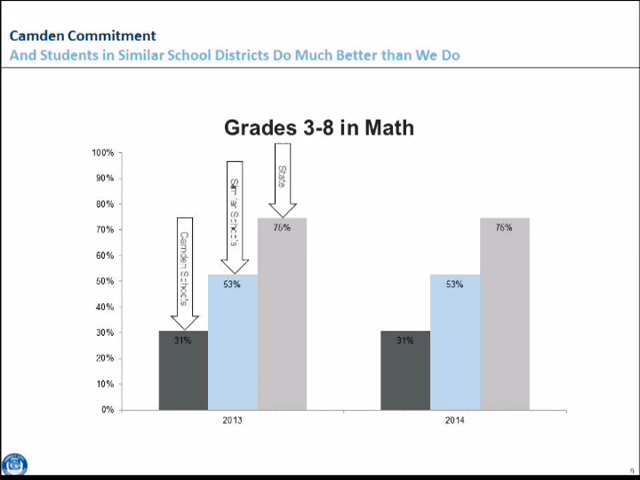 Camden Commitment
And Students in Similar School Districts Do Much Better than We Do
Grades 3-8 in Math
100%
90%
80%
70%
60%
50%
40%
30%
20%
10%
0%
Camden Schools
Similar Schools
State
31%
53%
31%
53%
2013
2014